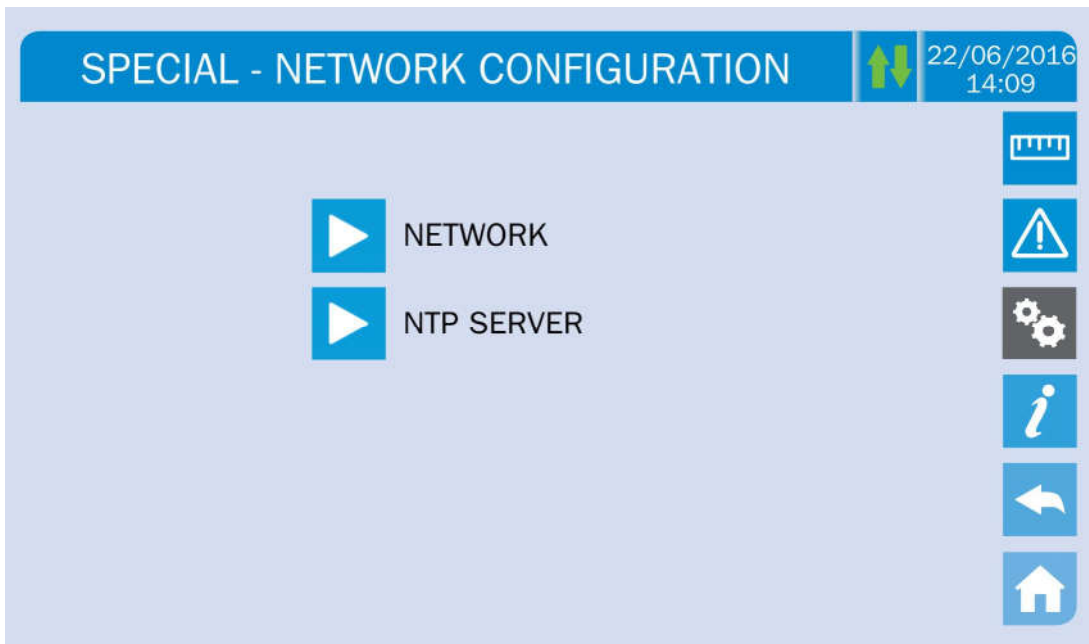 SPECIAL - NETWORK CONFIGURATION
22/06/2016
14:09
NETWORK
NTP SERVER